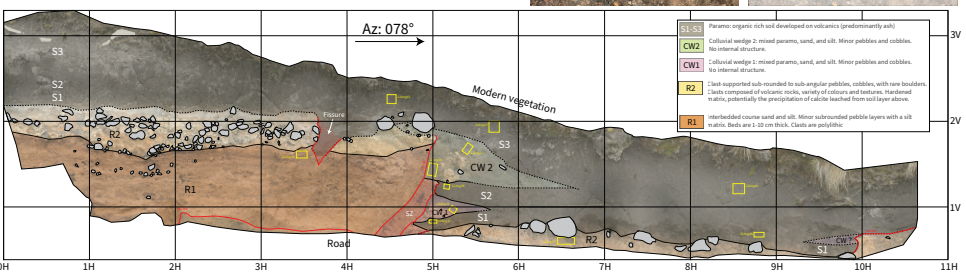 Az: 078°
S1-S3
Paramo: organic rich soil developed on volcanics (predominantly ash)
CW2
Colluvial wedge 2: mixed paramo, sand, and silt. Minor pebbles and cobbles.
No internal structure.
CW1
Colluvial wedge 1: mixed paramo, sand, and silt. Minor pebbles and cobbles.
No internal structure.
R2
Clast-supported sub-rounded to sub-angular pebbles, cobbles, with rare boulders.
Clasts composed of volcanic rocks, variety of colours and textures. Hardened
matrix, potentially the precipitation of calcite leached from soil layer above.
R1
Interbedded course sand and silt. Minor subrounded pebble layers with a silt
matrix. Beds are 1-10 cm thick. Clasts are polylithic
3V
S3
S2
S1
Modern vegetation
Fissure
2V
R2
S3
CW 2
R1
S2
1V
S2
S1
Road
R2
S1
0H 1H 2H 3H 4H 5H 6H 7H 8H 9H 10H 11H